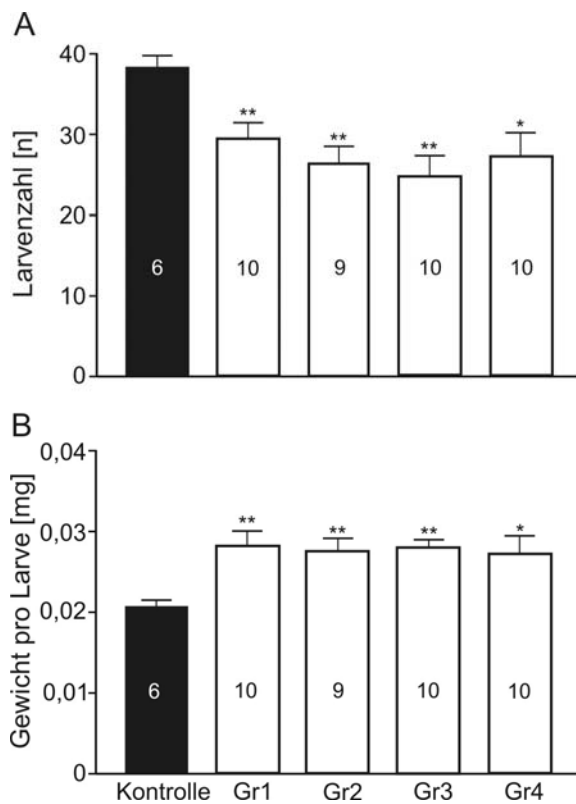 A
Larvenzahl [n]
40
30
20
10
0
** ** ** *
6 10 9 10 10
B
Gewicht pro Larve [mg]
0,04
0,03
0,02
0,01
0
** ** ** *
6 10 9 10 10
Kontrolle Gr1 Gr2 Gr3 Gr4